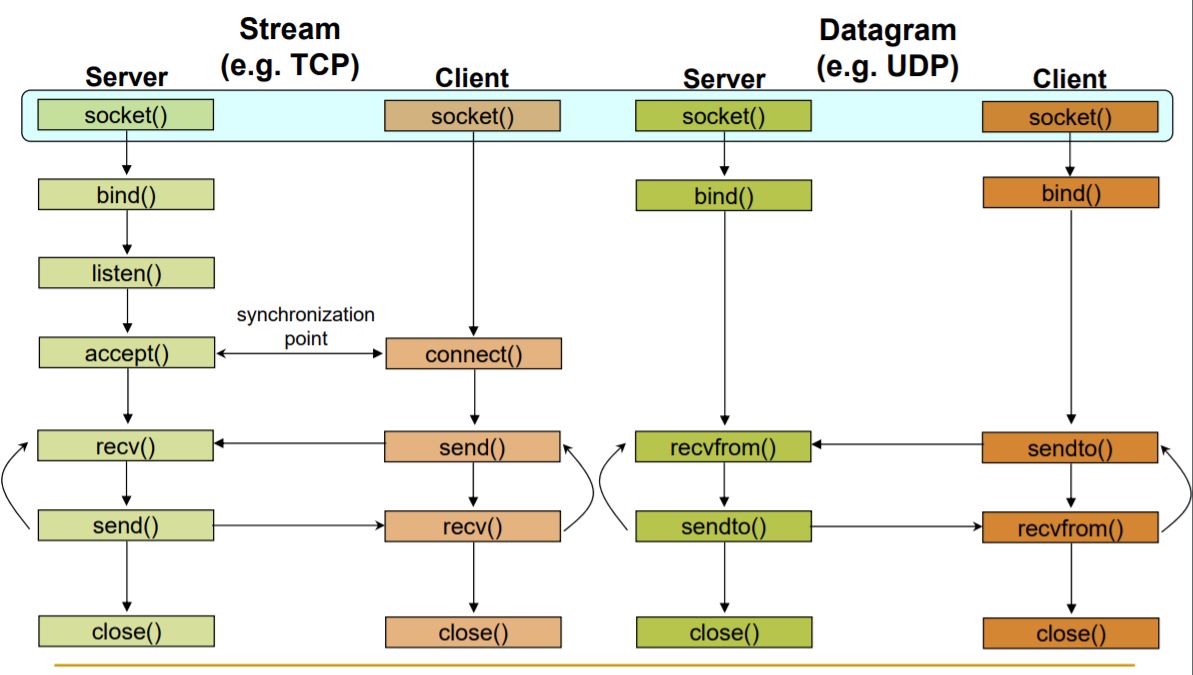 Stream
(e.g. TCP)
Datagram
(e.g. UDP)
Server
Client
Server
Client
socket()
socket()
socket()
socket()
bind()
bind()
bind()
listen()
synchronization
point
accept()
connect()
recv()
send()
recvfrom()
sendto()
send()
recv()
sendto()
recvfrom()
close()
close()
close()
close()